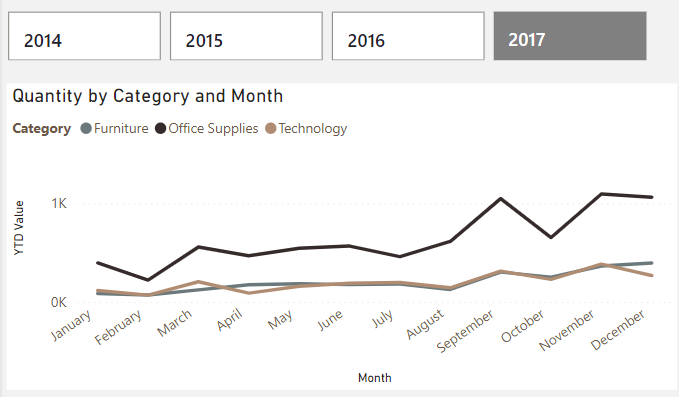 2014 2015 2016 2017
Quantity by Category and Month
Category Furniture Office Supplies Technology
1K
YTD Value
0K
January February March April May June July August September October November December
Month